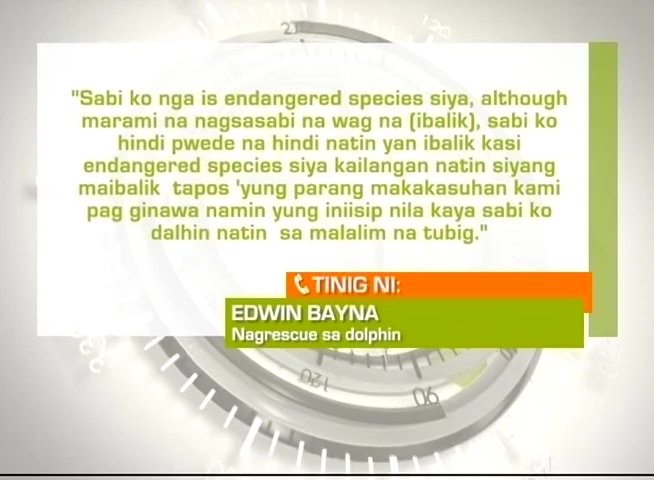 "Sabi ko nga is endangered species siya, although
marami na nagsasabi na wag na (ibalik), sabi ko
hindi pwede na hindi natin yan ibalik kasi
endangered species siya kailangan natin siyang
maibalik tapos 'yung parang makakasuhan kami
pag ginawa namin yung iniisip nila kaya sabi ko
dalhin natin sa malalim na tubig."
TINIG NI:
EDWIN BAYNA
Nagrescue sa dolphin
120
90